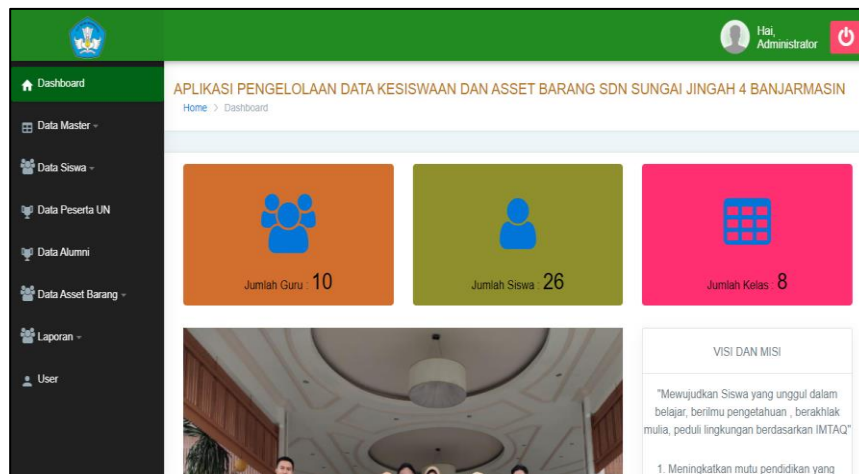 Hai,
Administrator
Dashboard
APLIKASI PENGELOLAAN DATA KESISWAAN DAN ASSET BARANG SDN SUNGAI JINGAH 4 BANJARMASIN
Home > Dashboard
Data Master
Data Siswa
Data Peserta UN
Data Alumni
Data Asset Barang
Laporan
User
Jumlah Guru : 10
Jumlah Siswa : 26
Jumlah Kelas : 8
VISI DAN MISI
"Mewujudkan Siswa yang unggul dalam
belajar, berilmu pengetahuan , berakhlak
mulia, peduli lingkungan berdasarkan IMTAQ"
1. Meningkatkan mutu pendidikan yang